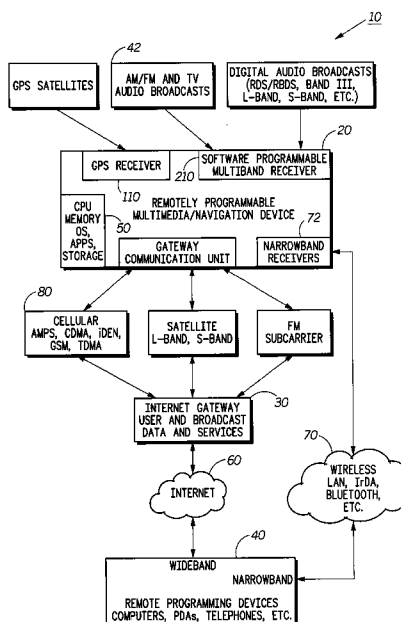 10
42
GPS SATELLITES
AM/FM AND TV
AUDIO BROADCASTS
DIGITAL AUDIO BROADCASTS
(RDS/RBDS, BAND III,
L-BAND, S-BAND, ETC.)
20
GPS RECEIVER
110
210
SOFTWARE PROGRAMMABLE
MULTIBAND RECEIVER
REMOTELY PROGRAMMABLE
MULTIMEDIA/NAVIGATION DEVICE
CPU
MEMORY
OS,
APPS,
STORAGE
50
72
GATEWAY
COMMUNICATION UNIT
NARROWBAND
RECEIVERS
80
CELLULAR
AMPS, CDMA, iDEN,
GSM, TDMA
SATELLITE
L-BAND, S-BAND
FM
SUBCARRIER
30
INTERNET GATEWAY
USER AND BROADCAST
DATA AND SERVICES
60
INTERNET
70
WIRELESS
LAN, IrDA,
BLUETOOTH,
ETC.
40
WIDEBAND
NARROWBAND
REMOTE PROGRAMMING DEVICES
COMPUTERS, PDAs, TELEPHONES, ETC.